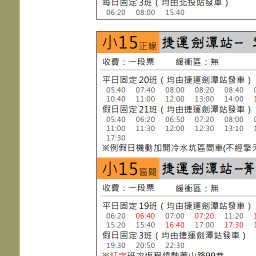 每日固定3班（均由北投站發車）
06:20 08:00 15:40
小15正線 捷運劍潭站－
收費：一段票 緩衝區：無
平日固定20班（均由捷運劍潭站發車）
05:40 07:40 08:00 08:20 08:40
10:40 11:00 12:00 13:00 14:00
假日固定21班（均由捷運劍潭站發車）
05:40 06:20 06:50 07:20 08:00
11:00 11:30 12:00 12:30 13:10
17:30
※例假日機動加開冷水坑區間車(不經擎天
小15區間 捷運劍潭站－菁
收費：一段票 緩衝區：無
平日固定19班（均由捷運劍潭站發車）
06:20 06:40 07:00 07:20 11:20
15:20 15:40 16:40 17:00 17:30
假日固定3班（均由捷運劍潭站發車）
19:30 20:50 22:30